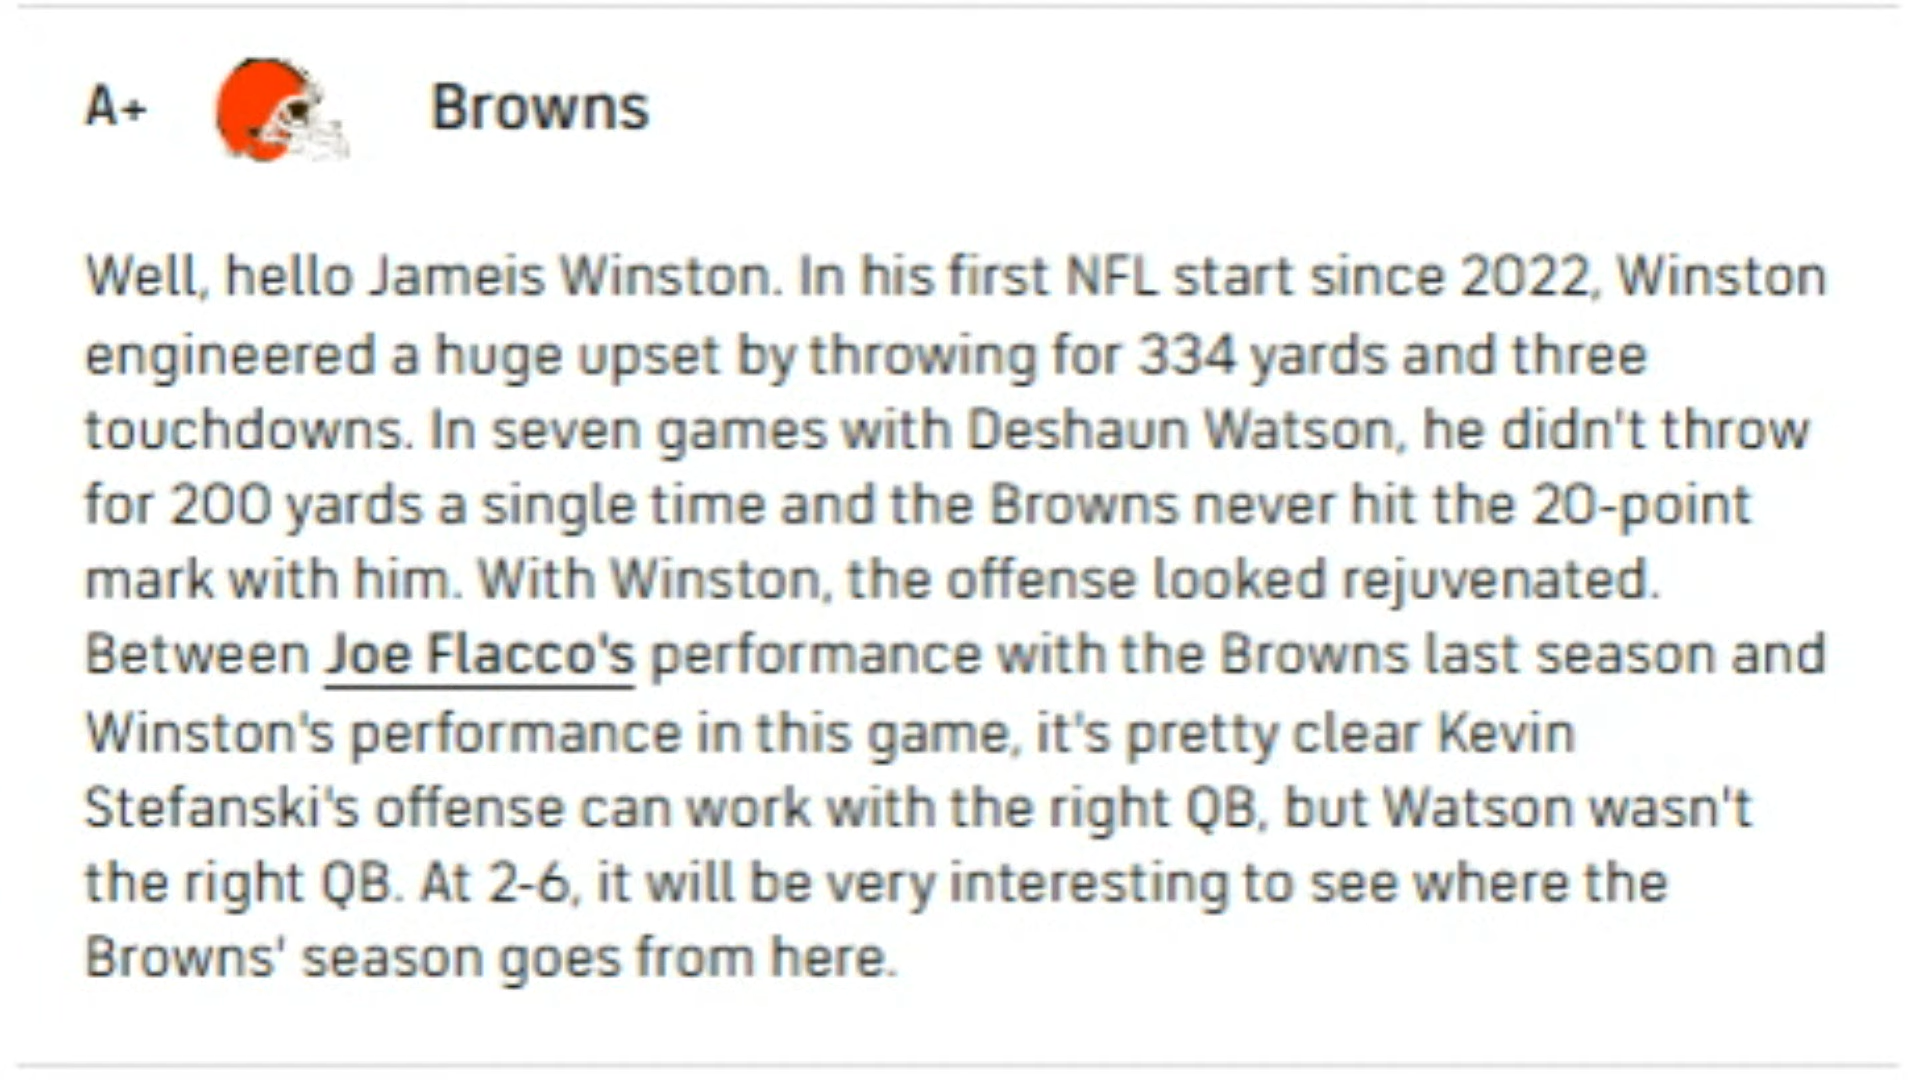 A+ Browns
Well, hello Jameis Winston. In his first NFL start since 2022, Winston
engineered a huge upset by throwing for 334 yards and three
touchdowns. In seven games with Deshaun Watson, he didn't throw
for 200 yards a single time and the Browns never hit the 20-point
mark with him. With Winston, the offense looked rejuvenated.
Between Joe Flacco's performance with the Browns last season and
Winston's performance in this game, it's pretty clear Kevin
Stefanski's offense can work with the right QB, but Watson wasn't
the right QB. At 2-6, it will be very interesting to see where the
Browns' season goes from here.